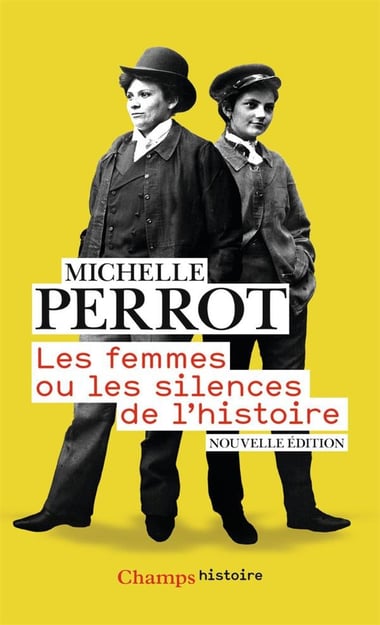 MICHELLE
PERROT
Les femmes
ou les silences
de l'histoire
NOUVELLE ÉDITION
Champs histoire